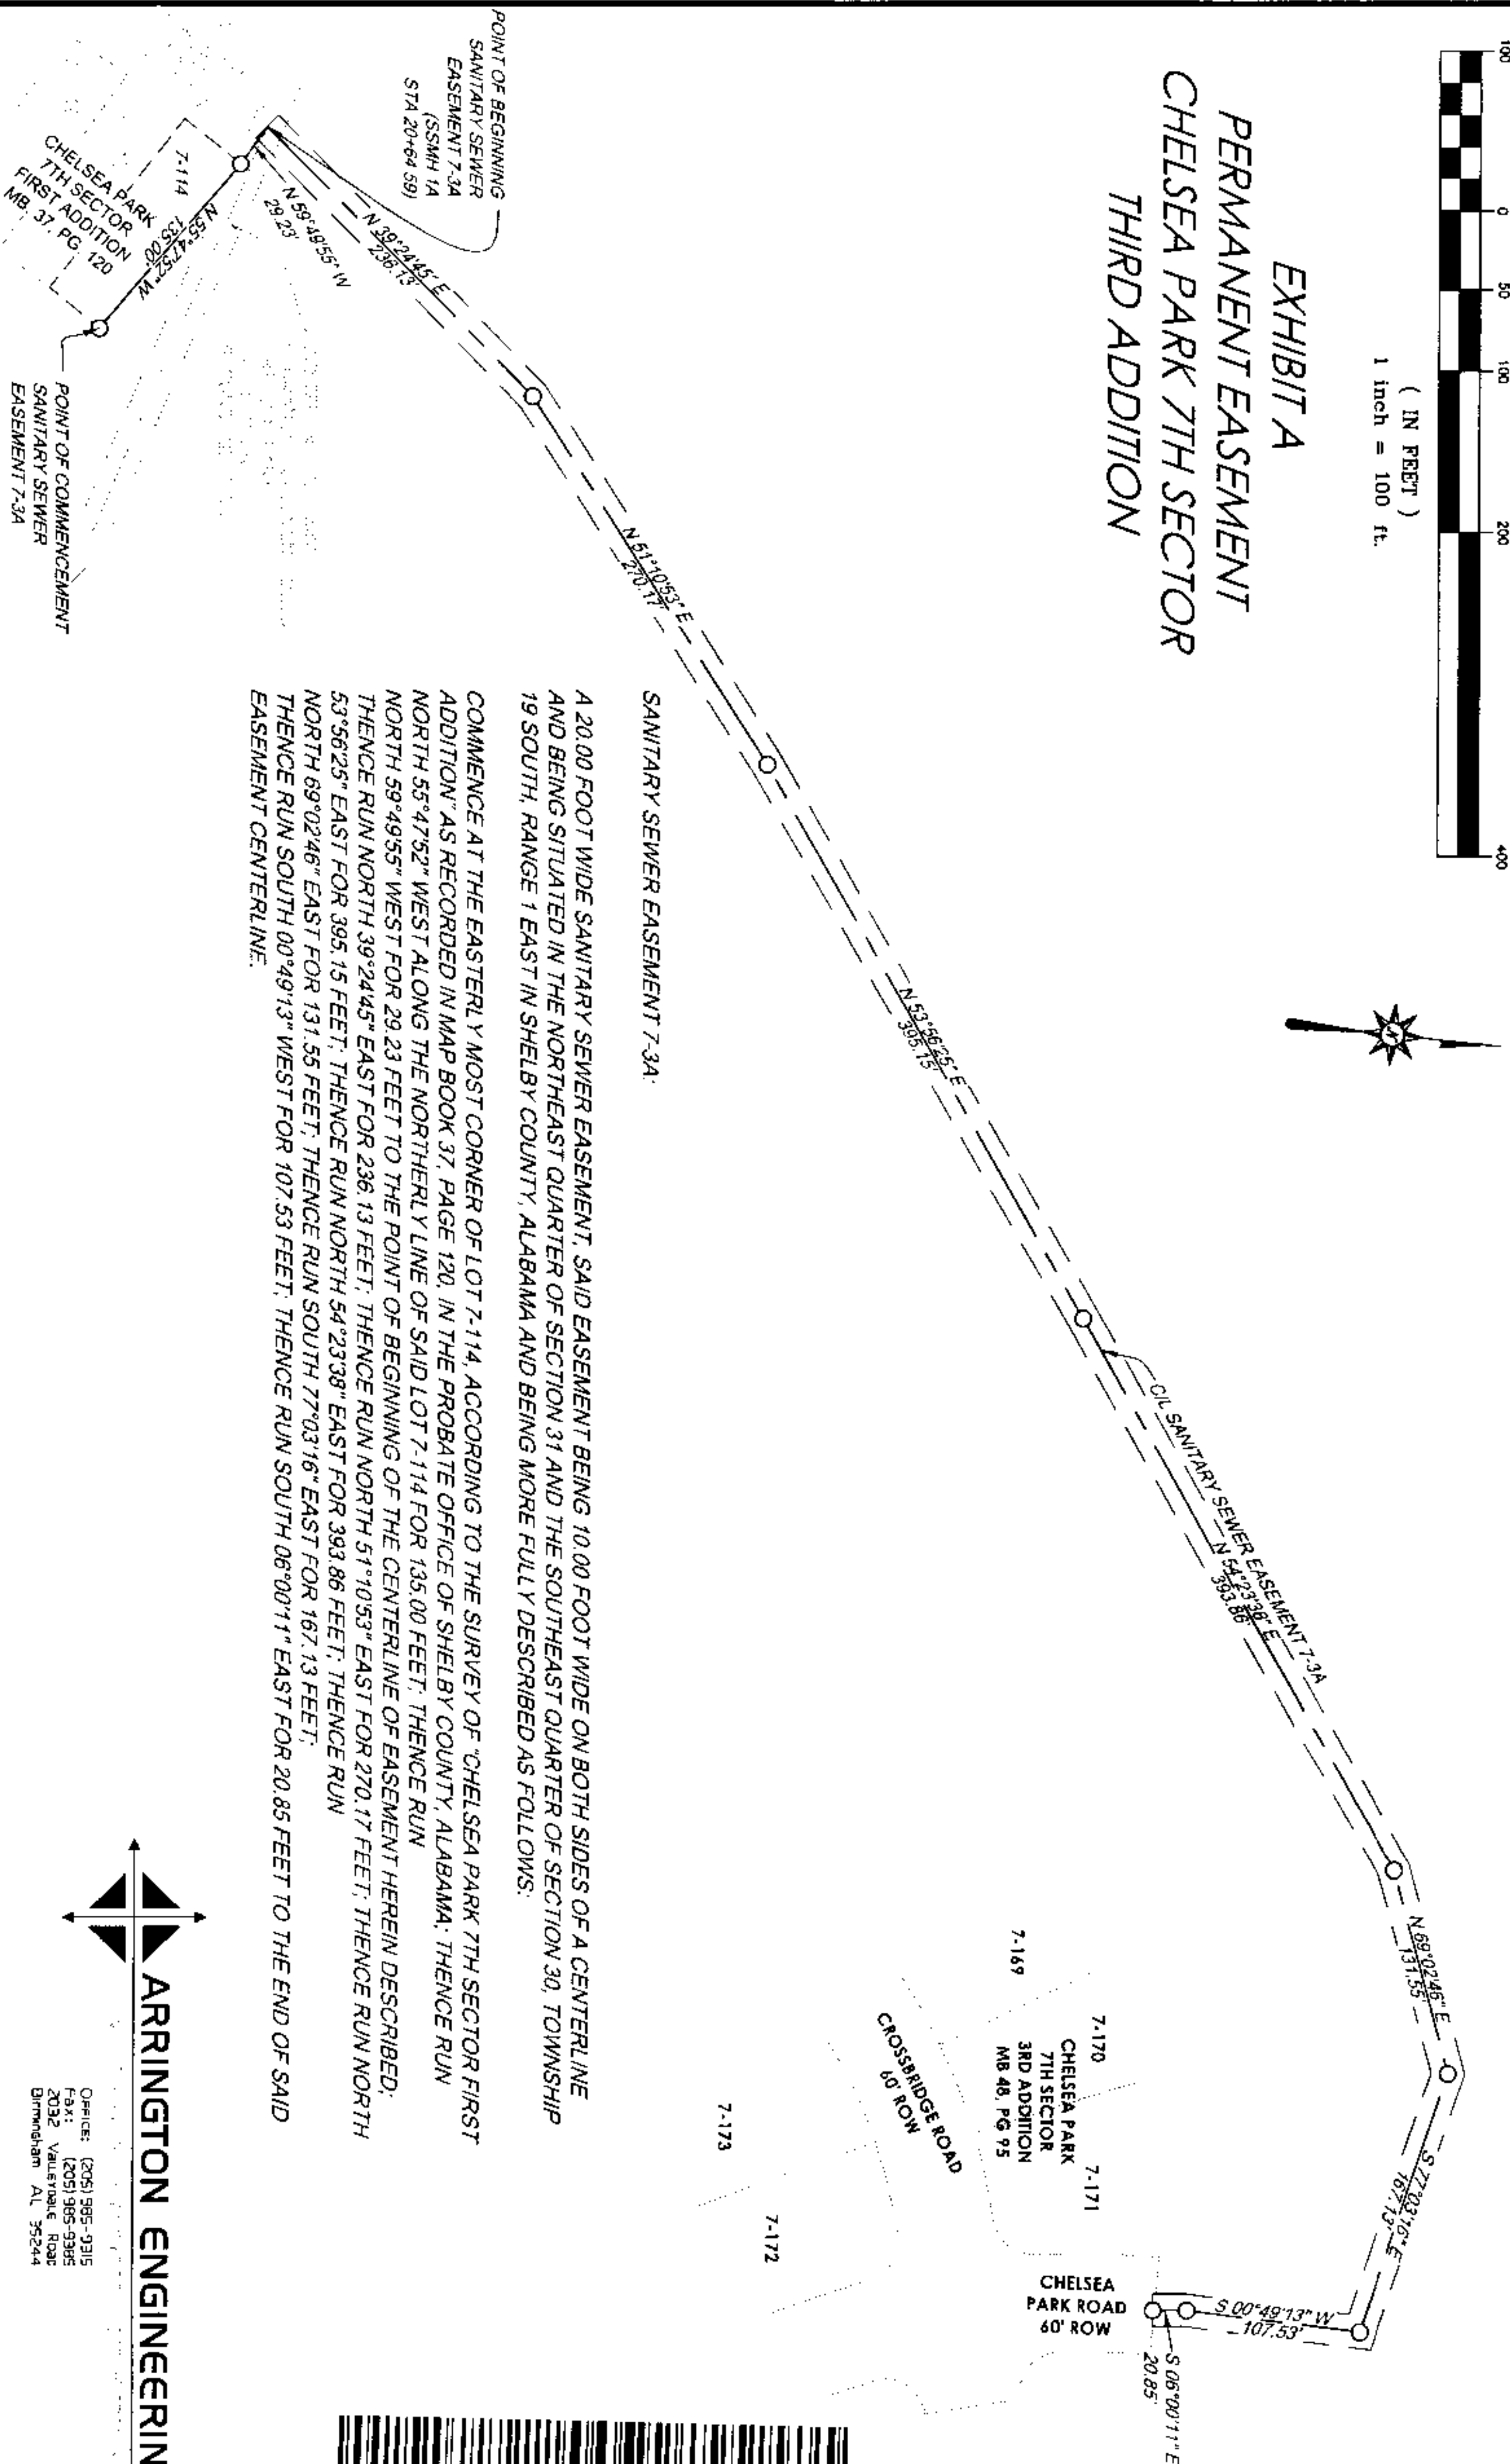 100
0
50
100
200
400
( IN FEET )
1 inch = 100 ft.
EXHIBIT A
PERMANENT EASEMENT
CHELSEA PARK 7TH SECTOR
THIRD ADDITION
POINT OF BEGINNING
SANITARY SEWER
EASEMENT 7-3A
(SSMH 1A
STA 20+64 59)
N 59°49'55" W
29.23'
N 39°24'45" E
236.13'
7-114
N 55°47'52" W
135.00'
CHELSEA PARK
7TH SECTOR
FIRST ADDITION
MB. 37, PG. 120
POINT OF COMMENCEMENT
SANITARY SEWER
EASEMENT 7-3A
N 51°10'53" E
270.17'
N 53°56'25" E
395.15'
C/L SANITARY SEWER EASEMENT 7-3A
N 54°23'38" E
393.86'
N 69°02'46" E
131.55'
S 77°03'16" E
167.13'
S 00°49'13" W
107.53'
S 06°00'11" E
20.85'
7-169
7-170
CHELSEA PARK
7TH SECTOR
3RD ADDITION
MB 48, PG 95
7-171
CROSSBRIDGE ROAD
60' ROW
CHELSEA
PARK ROAD
60' ROW
7-173
7-172
SANITARY SEWER EASEMENT 7-3A:
A 20.00 FOOT WIDE SANITARY SEWER EASEMENT, SAID EASEMENT BEING 10.00 FOOT WIDE ON BOTH SIDES OF A CENTERLINE
AND BEING SITUATED IN THE NORTHEAST QUARTER OF SECTION 31 AND THE SOUTHEAST QUARTER OF SECTION 30, TOWNSHIP
19 SOUTH, RANGE 1 EAST IN SHELBY COUNTY, ALABAMA AND BEING MORE FULLY DESCRIBED AS FOLLOWS:
COMMENCE AT THE EASTERLY MOST CORNER OF LOT 7-114, ACCORDING TO THE SURVEY OF "CHELSEA PARK 7TH SECTOR FIRST
ADDITION" AS RECORDED IN MAP BOOK 37, PAGE 120, IN THE PROBATE OFFICE OF SHELBY COUNTY, ALABAMA; THENCE RUN
NORTH 55°47'52" WEST ALONG THE NORTHERLY LINE OF SAID LOT 7-114 FOR 135.00 FEET; THENCE RUN
NORTH 59°49'55" WEST FOR 29.23 FEET TO THE POINT OF BEGINNING OF THE CENTERLINE OF EASEMENT HEREIN DESCRIBED;
THENCE RUN NORTH 39°24'45" EAST FOR 236.13 FEET; THENCE RUN NORTH 51°10'53" EAST FOR 270.17 FEET; THENCE RUN NORTH
53°56'25" EAST FOR 395.15 FEET; THENCE RUN NORTH 54°23'38" EAST FOR 393.86 FEET; THENCE RUN
NORTH 69°02'46" EAST FOR 131.55 FEET; THENCE RUN SOUTH 77°03'16" EAST FOR 167.13 FEET;
THENCE RUN SOUTH 00°49'13" WEST FOR 107.53 FEET; THENCE RUN SOUTH 06°00'11" EAST FOR 20.85 FEET TO THE END OF SAID
EASEMENT CENTERLINE.
ARRINGTON ENGINEERIN
OFFICE: (205) 985-9315
FAX: (205) 985-9385
2032 VALLEYDALE ROAD
Birmingham AL 35244